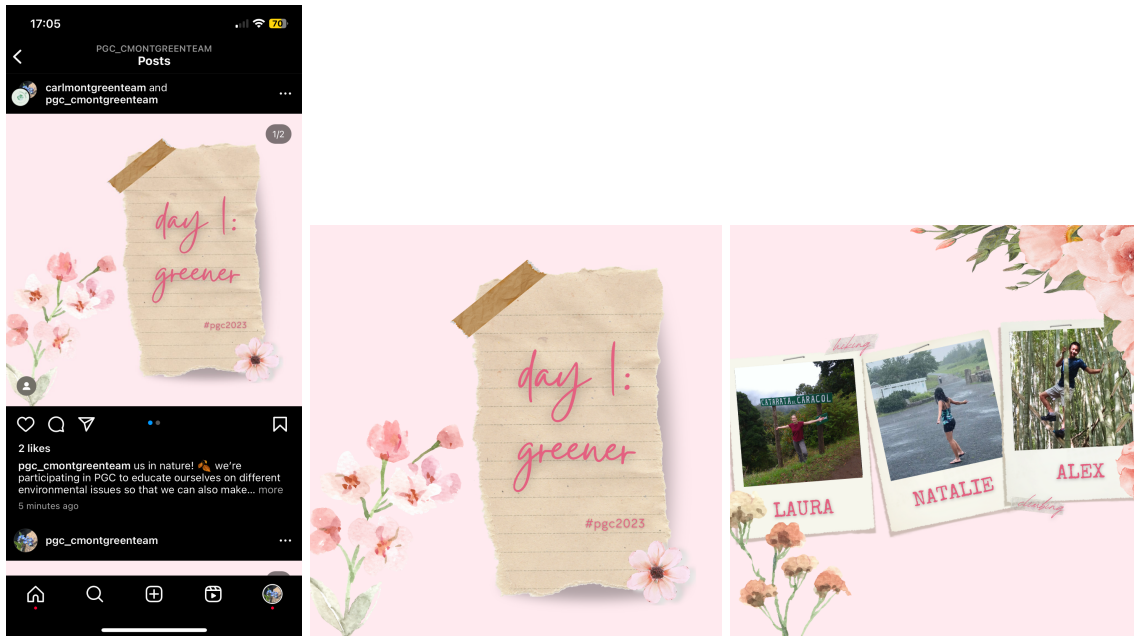 17:05
70
PGC_CMONTGREENTEAM
Posts
carlmontgreenteam and
pgc_cmontgreenteam
1/2
day 1:
greener
#pgc2023
2 likes
pgc_cmontgreenteam us in nature! 🍂 we're
participating in PGC to educate ourselves on different
environmental issues so that we can also make... more
5 minutes ago
pgc_cmontgreenteam
day 1:
greener
#pgc2023
hiking
CATARATA EL CARACOL
LAURA
NATALIE
ALEX